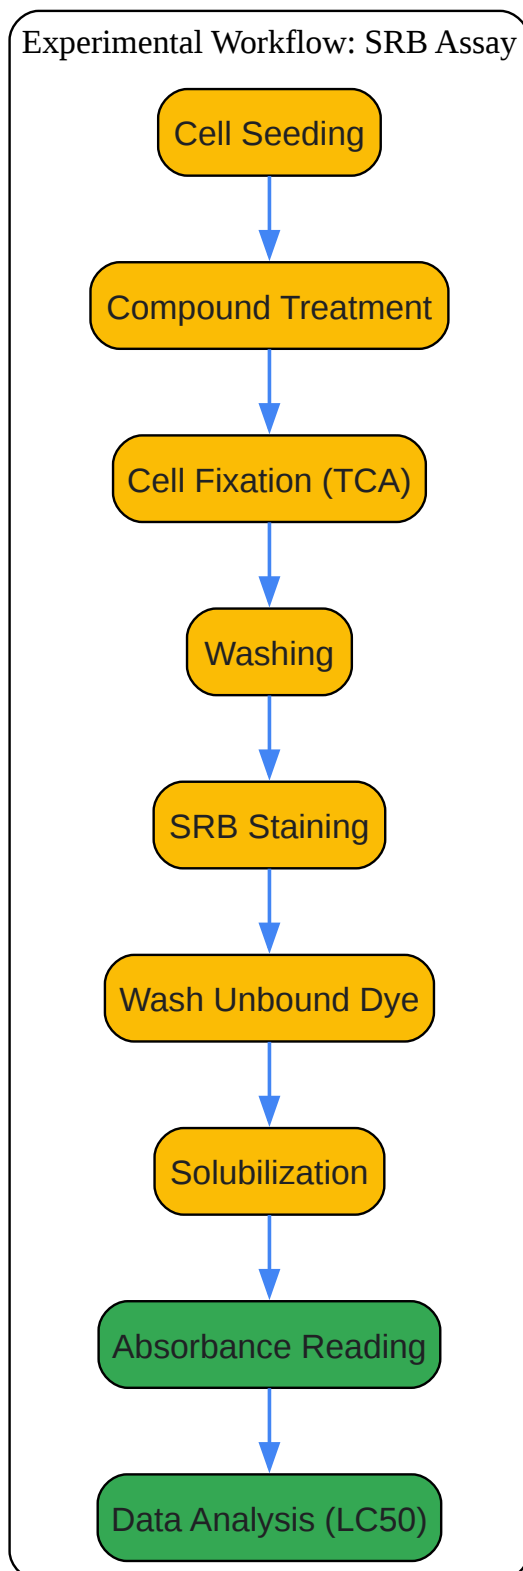 Experimental Workflow: SRB Assay
Cell Seeding
Compound Treatment
Cell Fixation (TCA)
Washing
SRB Staining
Wash Unbound Dye
Solubilization
Absorbance Reading
Data Analysis (LC50)